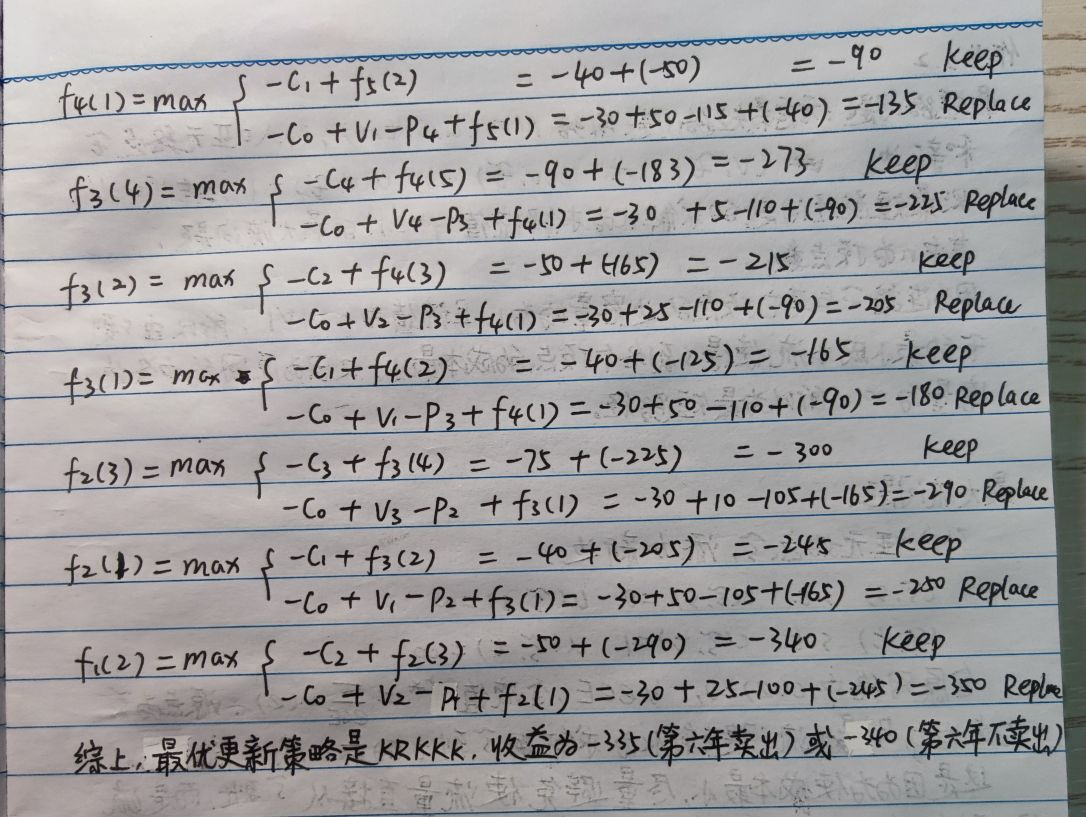 f4(1) = max { -C1 + f5(2) = -40+(-50) = -90 keep
-C0 + V1 - P4 + f5(1) = -30+50-115+(-40) = -135 Replace
f3(4) = max { -C4 + f4(5) = -90+(-183) = -273 keep
-C0 + V4 - P3 + f4(1) = -30 +5-110+(-90) = -225 Replace
f3(2) = max { -C2 + f4(3) = -50+(-165) = -215 keep
-C0 + V2 - P3 + f4(1) = -30+25-110+(-90) = -205 Replace
f3(1) = max { -C1 + f4(2) = -40+(-125) = -165 keep
-C0 + V1 - P3 + f4(1) = -30+50-110+(-90) = -180 Replace
f2(3) = max { -C3 + f3(4) = -75+(-225) = -300 keep
-C0 + V3 - P2 + f3(1) = -30+10-105+(-165) = -290 Replace
f2(1) = max { -C1 + f3(2) = -40+(-205) = -245 keep
-C0 + V1 - P2 + f3(1) = -30+50-105+(-165) = -250 Replace
f1(2) = max { -C2 + f2(3) = -50+(-290) = -340 keep
-C0 + V2 - P1 + f2(1) = -30+25-100+(-245) = -350 Replace
综上,最优更新策略是KRKKK,收益为-335(第六年卖出)或-340(第六年不卖出)